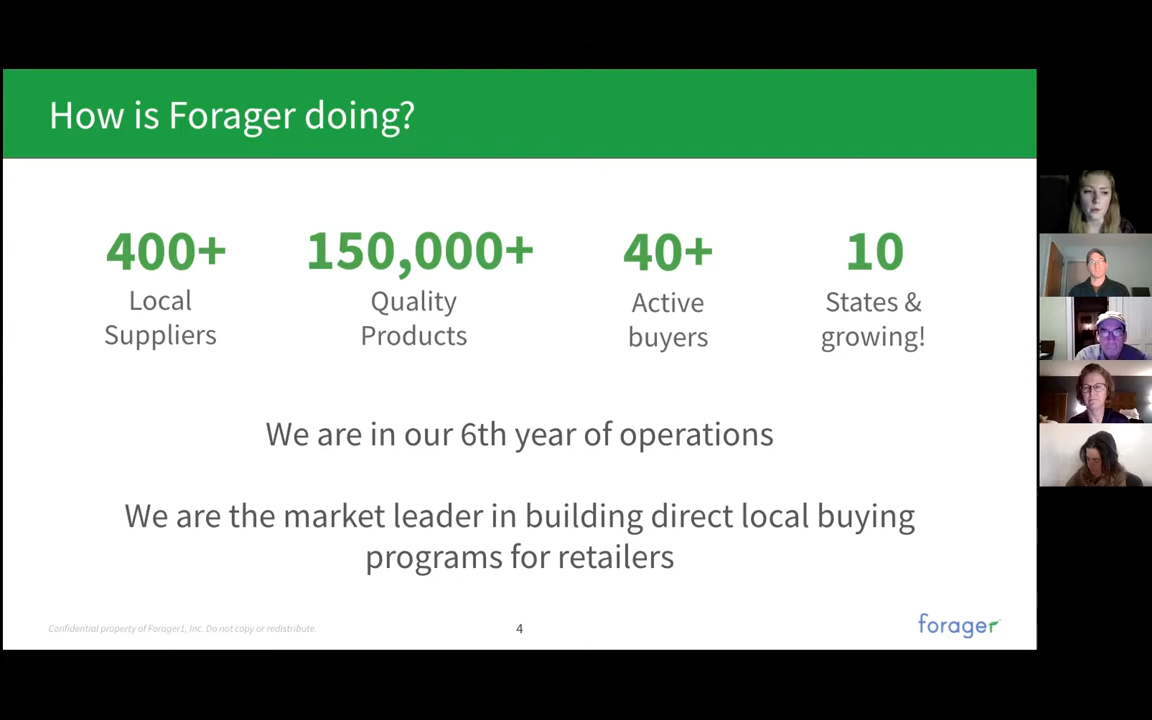 How is Forager doing?
400+
Local
Suppliers
150,000+
Quality
Products
40+
Active
buyers
10
States &
growing!
We are in our 6th year of operations
We are the market leader in building direct local buying
programs for retailers
Confidential property of Forager1, Inc. Do not copy or redistribute.
4
forager